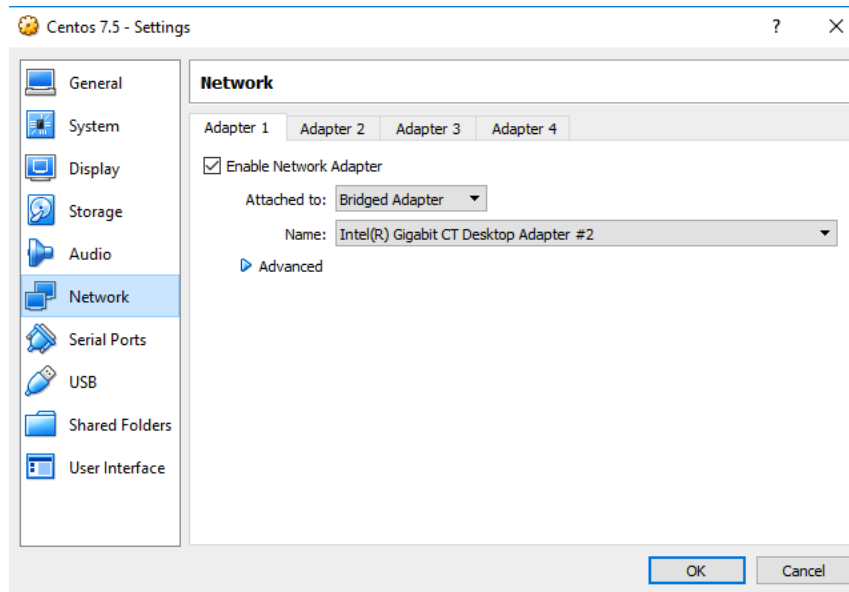 Centos 7.5 - Settings
?
General
System
Display
Storage
Audio
Network
Serial Ports
USB
Shared Folders
User Interface
Network
Adapter 1 Adapter 2 Adapter 3 Adapter 4
Enable Network Adapter
Attached to: Bridged Adapter
Name: Intel(R) Gigabit CT Desktop Adapter #2
Advanced
OK Cancel